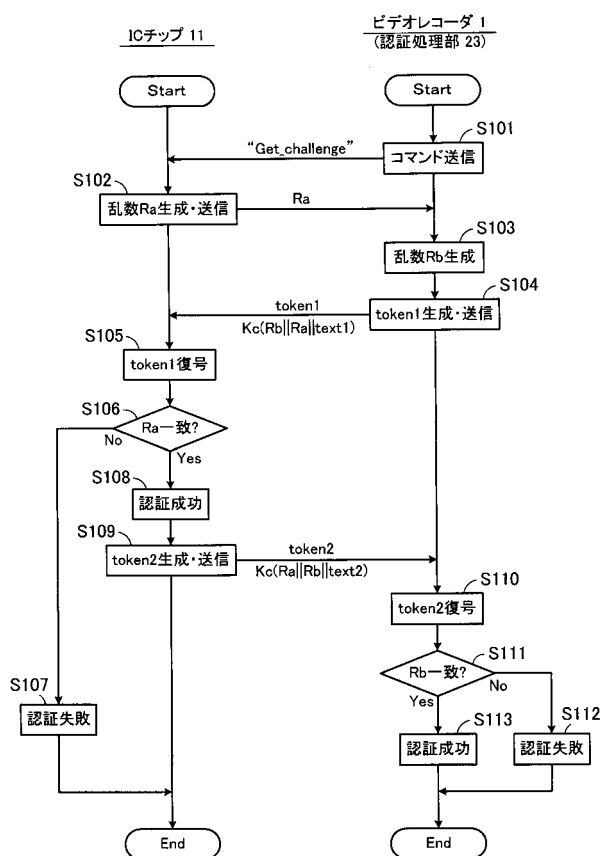 ICチップ 11
ビデオレコーダ 1
(認証処理部 23)
Start
Start
S101
"Get_challenge"
コマンド送信
S102
乱数Ra生成・送信
Ra
S103
乱数Rb生成
S104
token1
token1生成・送信
Kc(Rb||Ra||text1)
S105
token1復号
S106
Ra一致?
No
Yes
S108
認証成功
S109
token2生成・送信
token2
Kc(Ra||Rb||text2)
S110
token2復号
S111
Rb一致?
No
Yes
S107
認証失敗
S113
認証成功
S112
認証失敗
End
End